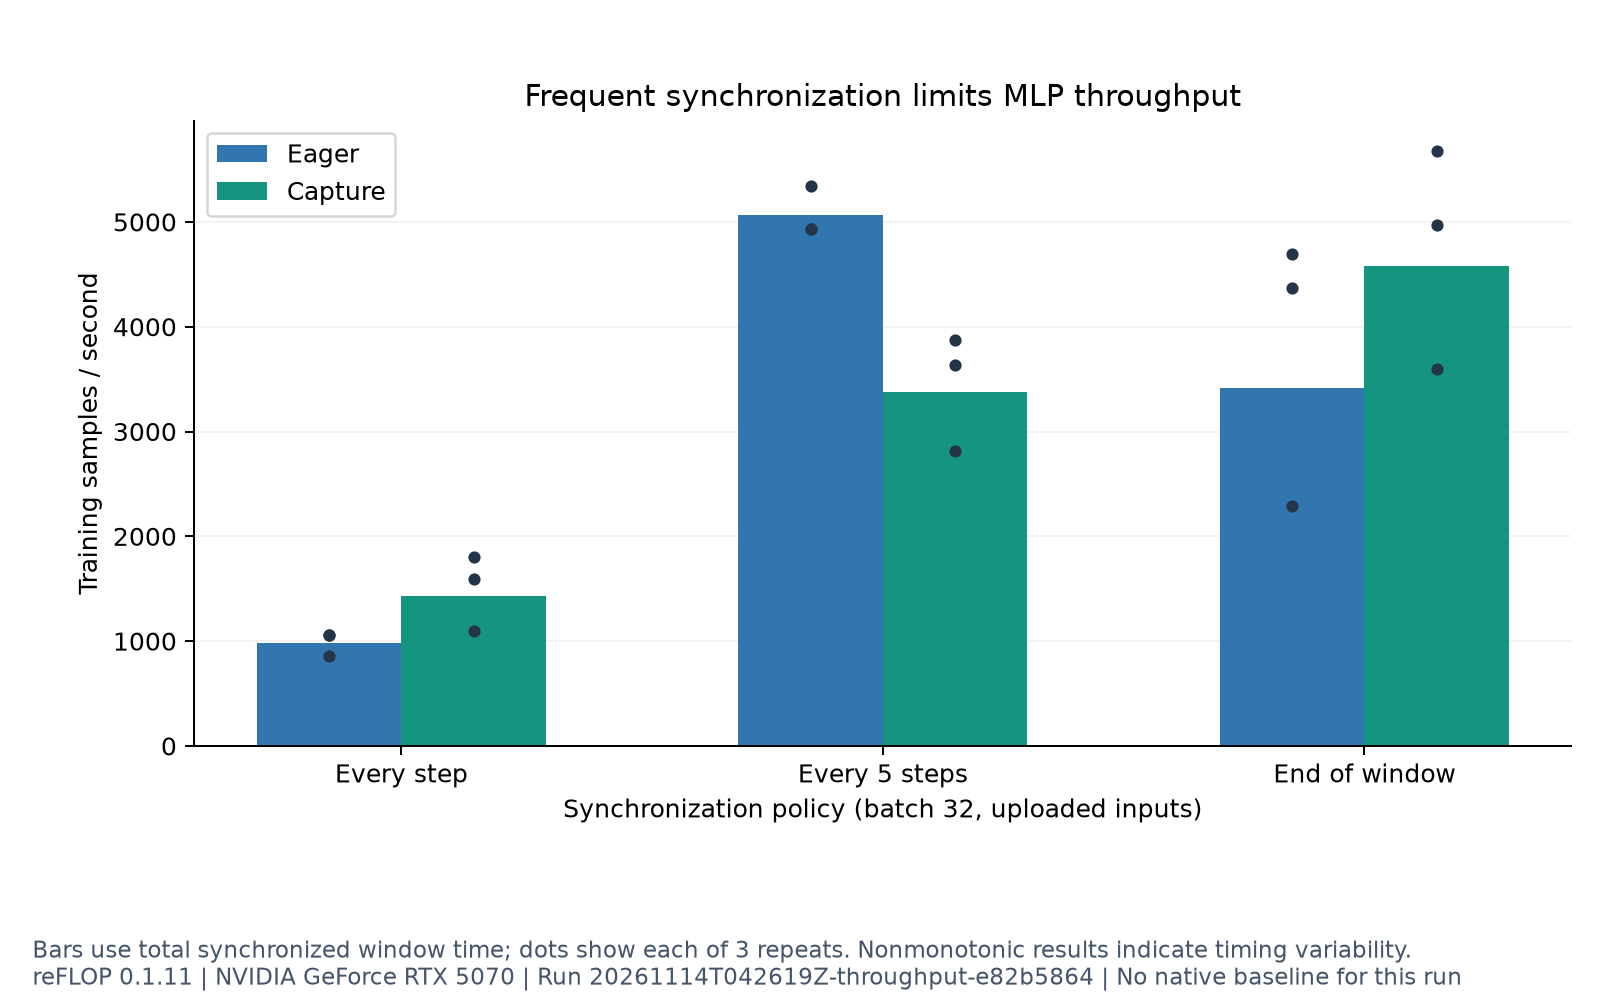 Frequent synchronization limits MLP throughput
Eager
Capture
Training samples / second
5000
4000
3000
2000
1000
0
Every step
Every 5 steps
End of window
Synchronization policy (batch 32, uploaded inputs)
Bars use total synchronized window time; dots show each of 3 repeats. Nonmonotonic results indicate timing variability.
reFLOP 0.1.11 | NVIDIA GeForce RTX 5070 | Run 20261114T042619Z-throughput-e82b5864 | No native baseline for this run